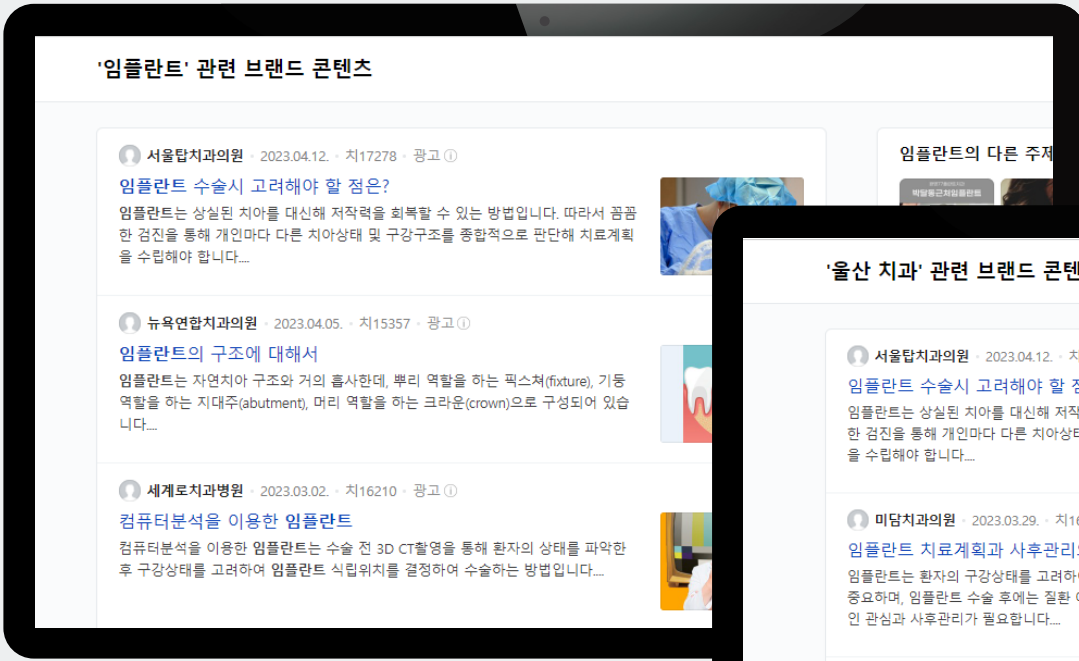 '임플란트' 관련 브랜드 콘텐츠
서울탑치과의원 · 2023.04.12. · 치17278 · 광고
임플란트 수술시 고려해야 할 점은?
임플란트는 상실된 치아를 대신해 저작력을 회복할 수 있는 방법입니다. 따라서 꼼꼼
한 검진을 통해 개인마다 다른 치아상태 및 구강구조를 종합적으로 판단해 치료계획
을 수립해야 합니다....
뉴욕연합치과의원 · 2023.04.05. · 치15357 · 광고
임플란트의 구조에 대해서
임플란트는 자연치아 구조와 거의 흡사한데, 뿌리 역할을 하는 픽스쳐(fixture), 기둥
역할을 하는 지대주(abutment), 머리 역할을 하는 크라운(crown)으로 구성되어 있습
니다....
세계로치과병원 · 2023.03.02. · 치16210 · 광고
컴퓨터분석을 이용한 임플란트
컴퓨터분석을 이용한 임플란트는 수술 전 3D CT촬영을 통해 환자의 상태를 파악한
후 구강상태를 고려하여 임플란트 식립위치를 결정하여 수술하는 방법입니다....
임플란트의 다른 주제
박달동근처임플란트
'울산 치과' 관련 브랜드 콘텐
서울탑치과의원 · 2023.04.12. · 치
임플란트 수술시 고려해야 할 점
임플란트는 상실된 치아를 대신해 저작
한 검진을 통해 개인마다 다른 치아상태
을 수립해야 합니다....
미담치과의원 · 2023.03.29. · 치16
임플란트 치료계획과 사후관리
임플란트는 환자의 구강상태를 고려하
중요하며, 임플란트 수술 후에는 질환
인 관심과 사후관리가 필요합니다....